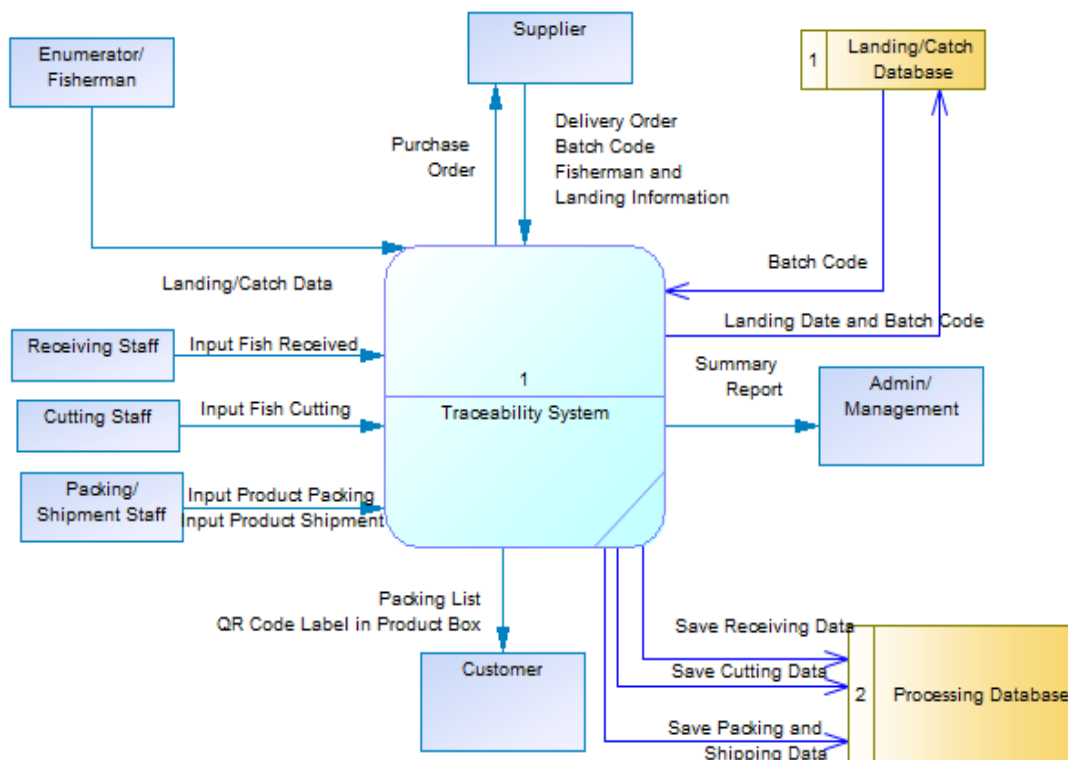 Enumerator/
Fisherman
Supplier
1
Landing/Catch
Database
Purchase
Order
Delivery Order
Batch Code
Fisherman and
Landing Information
Batch Code
Landing/Catch Data
Landing Date and Batch Code
Receiving Staff
Input Fish Received
1
Traceability System
Summary
Report
Admin/
Management
Cutting Staff
Input Fish Cutting
Packing/
Shipment Staff
Input Product Packing
Input Product Shipment
Packing List
QR Code Label in Product Box
Customer
Save Receiving Data
Save Cutting Data
Save Packing and
Shipping Data
2
Processing Database